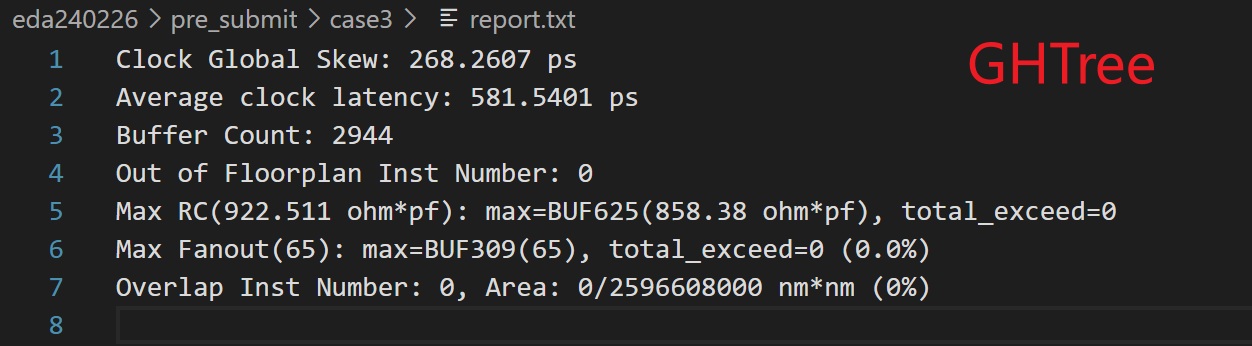 eda240226 > pre_submit > case3 > report.txt
GHTree
1 Clock Global Skew: 268.2607 ps
2 Average clock latency: 581.5401 ps
3 Buffer Count: 2944
4 Out of Floorplan Inst Number: 0
5 Max RC(922.511 ohm*pf): max=BUF625(858.38 ohm*pf), total_exceed=0
6 Max Fanout(65): max=BUF309(65), total_exceed=0 (0.0%)
7 Overlap Inst Number: 0, Area: 0/2596608000 nm*nm (0%)
8